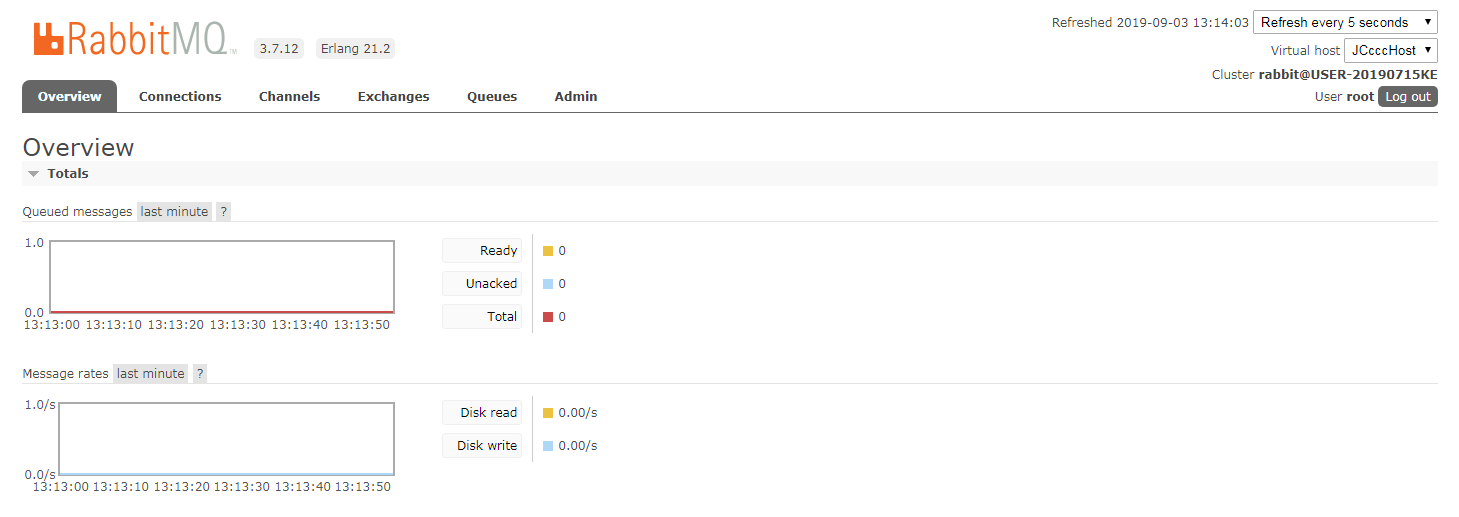 RabbitMQ TM 3.7.12 Erlang 21.2
Refreshed 2019-09-03 13:14:03 Refresh every 5 seconds
Virtual host JCcccHost
Cluster rabbit@USER-20190715KE
User root Log out
Overview Connections Channels Exchanges Queues Admin
Overview
Totals
Queued messages last minute ?
1.0
0.0
13:13:00 13:13:10 13:13:20 13:13:30 13:13:40 13:13:50
Ready 0
Unacked 0
Total 0
Message rates last minute ?
1.0/s
0.0/s
13:13:00 13:13:10 13:13:20 13:13:30 13:13:40 13:13:50
Disk read 0.00/s
Disk write 0.00/s